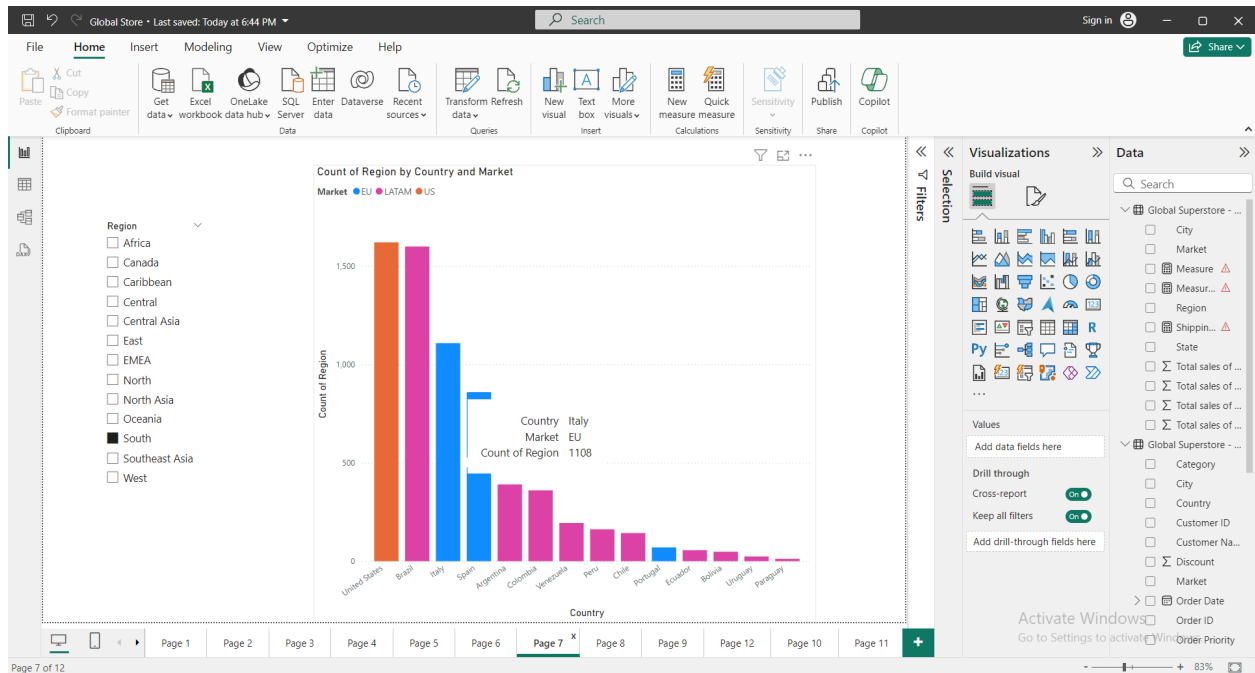 Global Store • Last saved: Today at 6:44 PM
Search
Sign in
File Home Insert Modeling View Optimize Help
Share
Paste
Cut
Copy
Format painter
Clipboard
Get data
Excel workbook
OneLake data hub
SQL Server
Enter data
Dataverse
Recent sources
Data
Transform data
Refresh
Queries
New visual
Text box
More visuals
Insert
New measure
Quick measure
Calculations
Sensitivity
Sensitivity
Publish
Share
Copilot
Copilot
Region
Africa
Canada
Caribbean
Central
Central Asia
East
EMEA
North
North Asia
Oceania
South
Southeast Asia
West
Count of Region by Country and Market
Market EU LATAM US
Count of Region
1,500
1,000
500
0
Country Italy
Market EU
Count of Region 1108
United States
Brazil
Italy
Spain
Argentina
Colombia
Venezuela
Peru
Chile
Portugal
Ecuador
Bolivia
Uruguay
Paraguay
Country
Filters
Selection
Visualizations
Build visual
123
R
Py
123
...
Values
Add data fields here
Drill through
Cross-report
On
Keep all filters
On
Add drill-through fields here
Data
Search
Global Superstore - ...
City
Market
Measure
Measur...
Region
Shippin...
State
Total sales of ...
Total sales of ...
Total sales of ...
Total sales of ...
Global Superstore - ...
Category
City
Country
Customer ID
Customer Na...
Discount
Market
Order Date
Order ID
Order Priority
Activate Windows
Go to Settings to activate Windows.
Page 1 Page 2 Page 3 Page 4 Page 5 Page 6 Page 7 x Page 8 Page 9 Page 12 Page 10 Page 11 +
Page 7 of 12
- + 83%